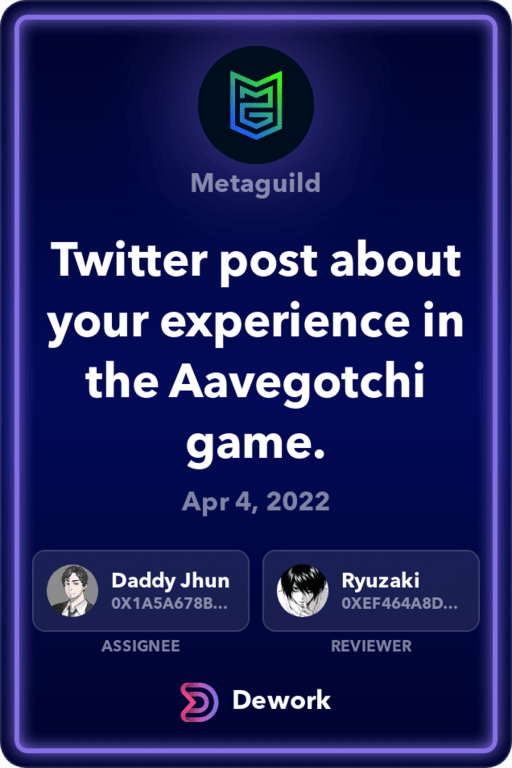 Metaguild
Twitter post about
your experience in
the Aavegotchi
game.
Apr 4, 2022
Daddy Jhun
0X1A5A678B...
Ryuzaki
0XEF464A8D...
ASSIGNEE
REVIEWER
Dework